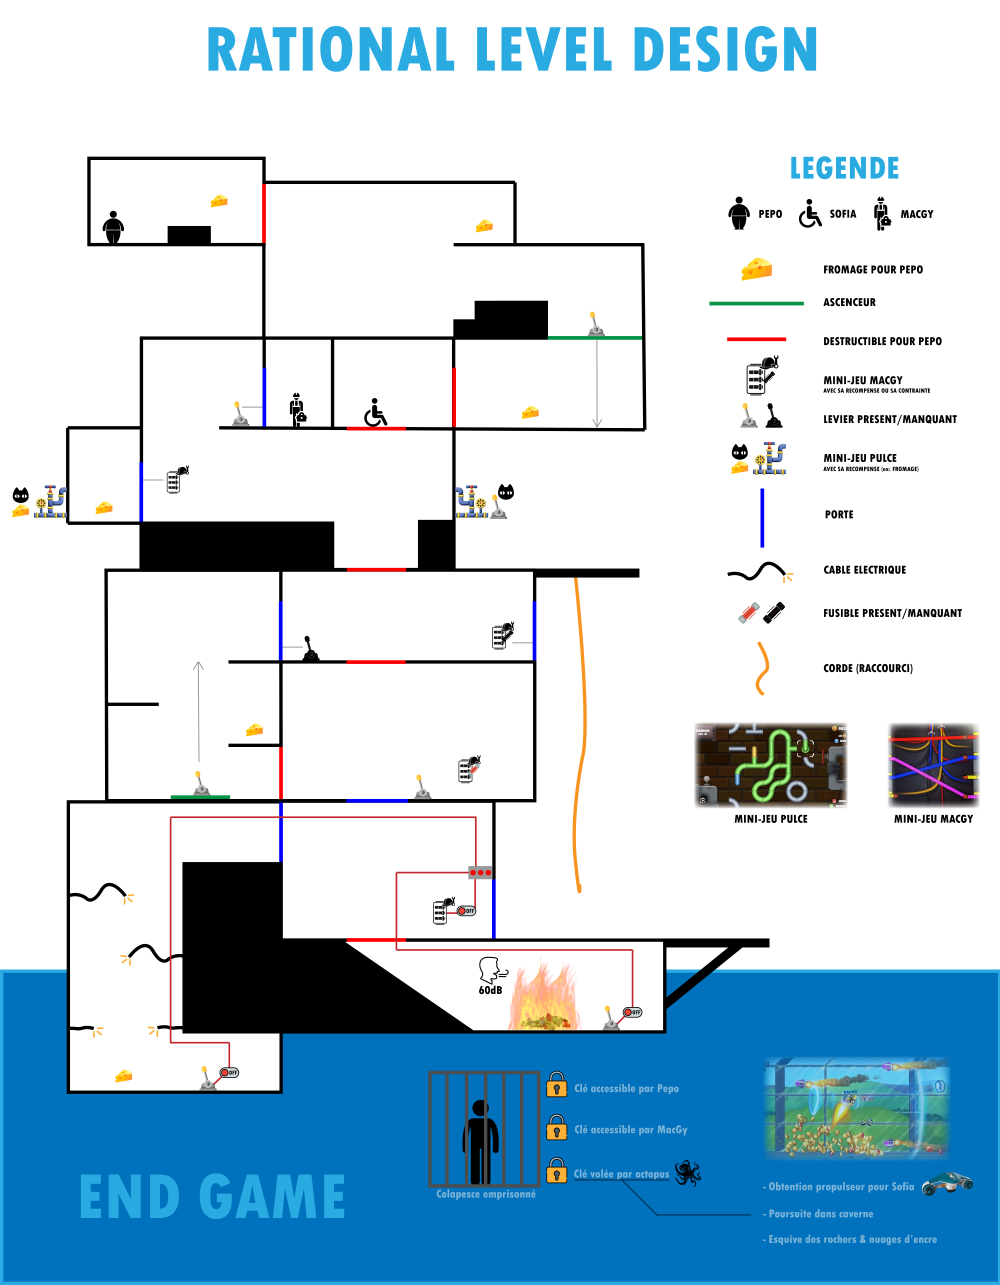 RATIONAL LEVEL DESIGN
LEGENDE
PEPO
SOFIA
MACGY
FROMAGE POUR PEPO
ASCENCEUR
DESTRUCTIBLE POUR PEPO
MINI-JEU MACGY
AVEC SA RECOMPENSE OU SA CONTRAINTE
LEVIER PRESENT/MANQUANT
MINI-JEU PULCE
AVEC SA RECOMPENSE (ex: FROMAGE)
PORTE
CABLE ELECTRIQUE
FUSIBLE PRESENT/MANQUANT
CORDE (RACCOURCI)
MINI-JEU PULCE
MINI-JEU MACGY
OFF
60dB
OFF
OFF
Clé accessible par Pepo
Clé accessible par MacGy
Clé volée par octopus
Colapesce emprisonné
END GAME
- Obtention propulseur pour Sofia
- Poursuite dans caverne
- Esquive des rochers & nuages d'encre